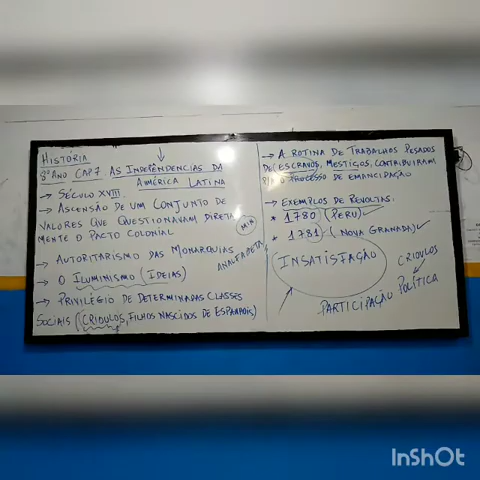 HISTÓRIA
8º ANO CAP 7 AS INDEPÊNDENCIAS DA
AMÉRICA LATINA
→ SÉCULO XVIII
→ ASCENSÃO DE UM CONJUNTO DE
VALORES QUE QUESTIONAVAM DIRETA
MENTE O PACTO COLONIAL
→ AUTORITARISMO DAS MONARQUIAS
→ O ILUMINISMO (IDEIAS)
→ PRIVILÉGIO DE DETERMINADAS CLASSES
SOCIAIS (CRIOULOS, FILHOS NASCIDOS DE ESPANHÓIS)
ANALFABETA
→ A ROTINA DE TRABALHOS PESADOS
DE (ESCRAVOS, MESTIÇOS, CONTRIBUIRAM
P/ O PROCESSO DE EMANCIPAÇÃO
→ EXEMPLOS DE REVOLTAS:
* 1780 (PERU)
* 1781 (NOVA GRANADA)
INSATISFAÇÃO
CRIOULOS
PARTICIPAÇÃO POLÍTICA
InShOt